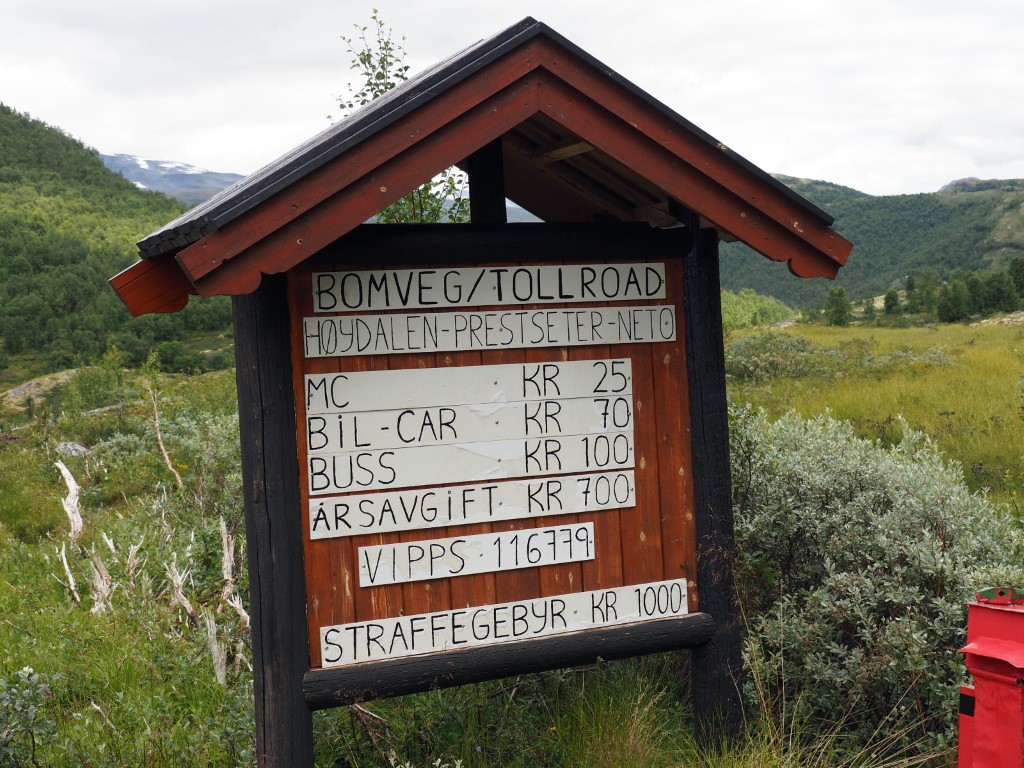 BOMVEG/TOLLROAD
HØYDALEN-PRESTSETER-NETO
MC KR 25
BIL-CAR KR 70
BUSS KR 100
ÅRSAVGIFT KR 700
VIPPS 116779
STRAFFEGEBYR KR 1000